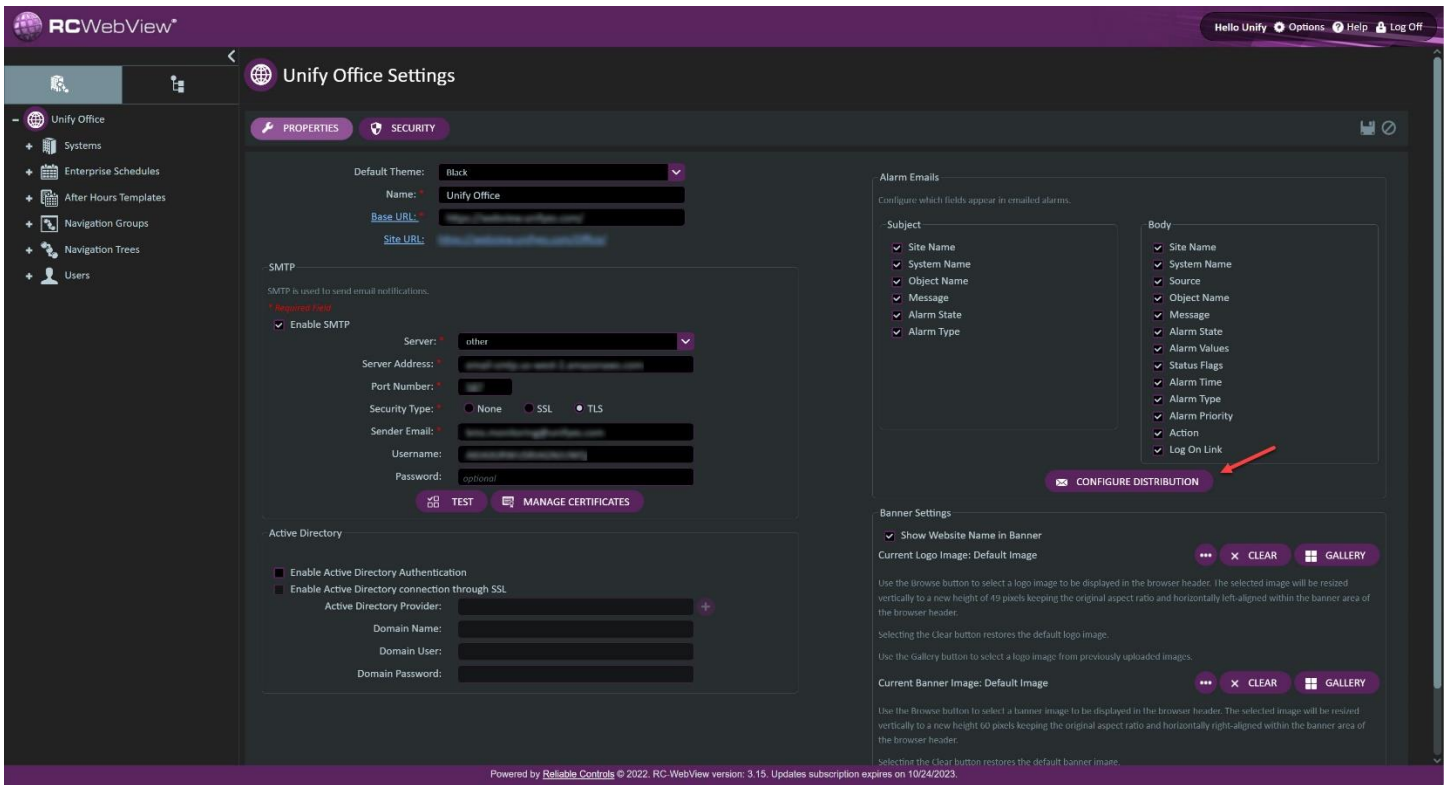 RCWebView®
Hello Unify Options Help Log Off
Unify Office
Systems
Enterprise Schedules
After Hours Templates
Navigation Groups
Navigation Trees
Users
Unify Office Settings
PROPERTIES SECURITY
Default Theme: Black
Name: * Unify Office
Base URL: *
Site URL:
SMTP
SMTP is used to send email notifications.
* Required Field
Enable SMTP
Server: * other
Server Address: *
Port Number: *
Security Type: * None SSL TLS
Sender Email: *
Username:
Password: optional
TEST MANAGE CERTIFICATES
Active Directory
Enable Active Directory Authentication
Enable Active Directory connection through SSL
Active Directory Provider:
Domain Name:
Domain User:
Domain Password:
Alarm Emails
Configure which fields appear in emailed alarms.
Subject
Site Name
System Name
Object Name
Message
Alarm State
Alarm Type
Body
Site Name
System Name
Source
Object Name
Message
Alarm State
Alarm Values
Status Flags
Alarm Time
Alarm Type
Alarm Priority
Action
Log On Link
CONFIGURE DISTRIBUTION
Banner Settings
Show Website Name in Banner
Current Logo Image: Default Image
CLEAR GALLERY
Use the Browse button to select a logo image to be displayed in the browser header. The selected image will be resized
vertically to a new height of 49 pixels keeping the original aspect ratio and horizontally left-aligned within the banner area of
the browser header.
Selecting the Clear button restores the default logo image.
Use the Gallery button to select a logo image from previously uploaded images.
Current Banner Image: Default Image
CLEAR GALLERY
Use the Browse button to select a banner image to be displayed in the browser header. The selected image will be resized
vertically to a new height 60 pixels keeping the original aspect ratio and horizontally right-aligned within the banner area of
the browser header.
Selecting the Clear button restores the default banner image.
Powered by Reliable Controls © 2022. RC-WebView version: 3.15. Updates subscription expires on 10/24/2023.